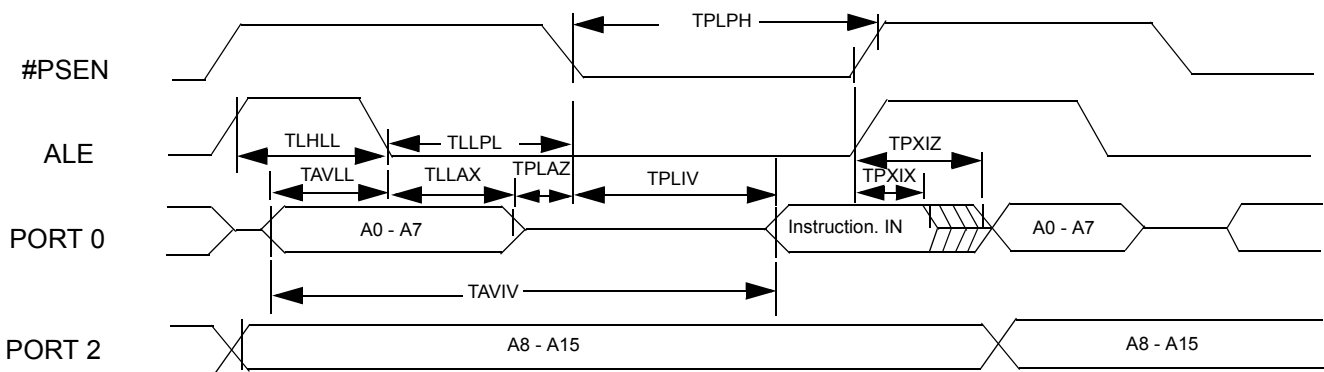 TPLPH
#PSEN
TLHLL
TLLPL
TPXIZ
ALE
TAVLL
TLLAX
TPLAZ
TPLIV
TPXIX
PORT 0
A0 - A7
Instruction. IN
A0 - A7
TAVIV
PORT 2
A8 - A15
A8 - A15